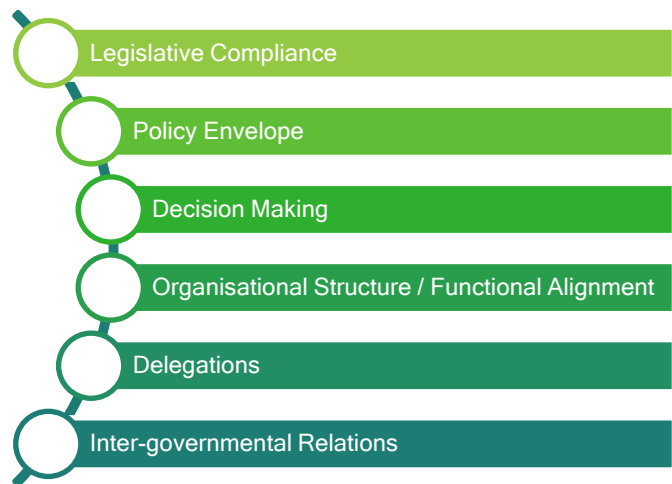 Legislative Compliance
Policy Envelope
Decision Making
Organisational Structure / Functional Alignment
Delegations
Inter-governmental Relations